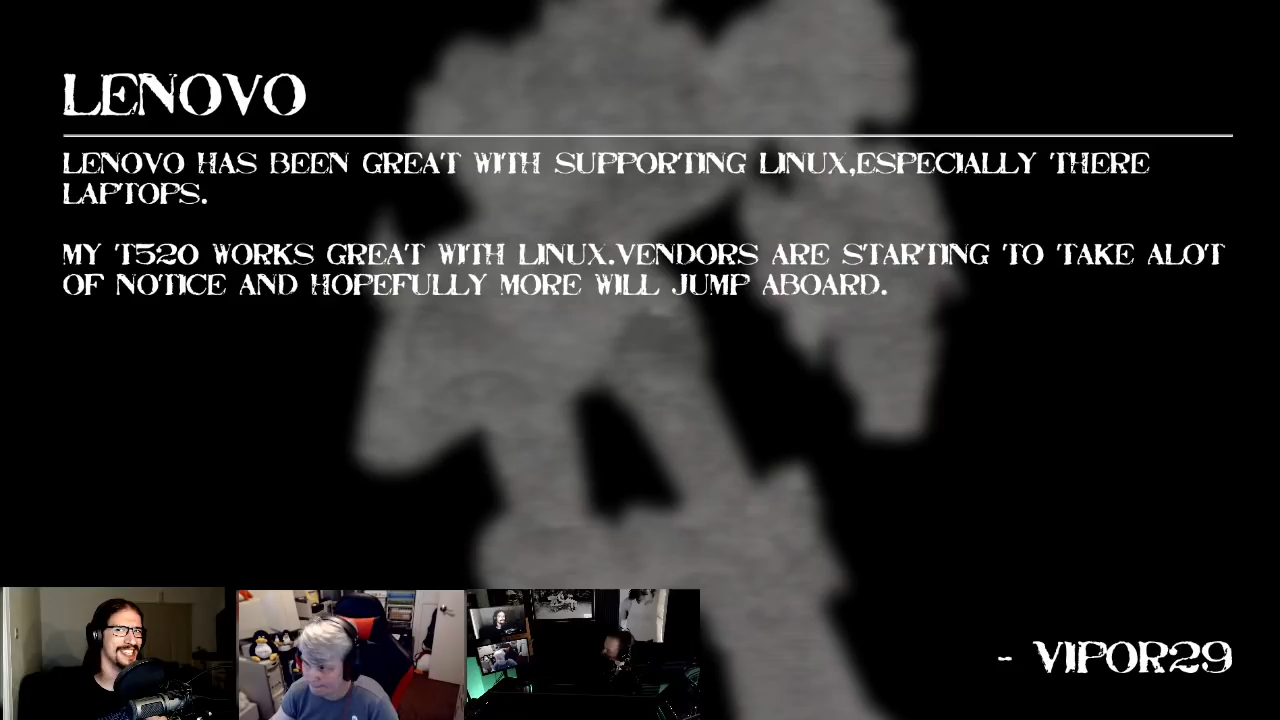 LENOVO
LENOVO HAS BEEN GREAT WITH SUPPORTING LINUX,ESPECIALLY THERE
LAPTOPS.
MY T520 WORKS GREAT WITH LINUX.VENDORS ARE STARTING TO TAKE ALOT
OF NOTICE AND HOPEFULLY MORE WILL JUMP ABOARD.
- VIPOR29